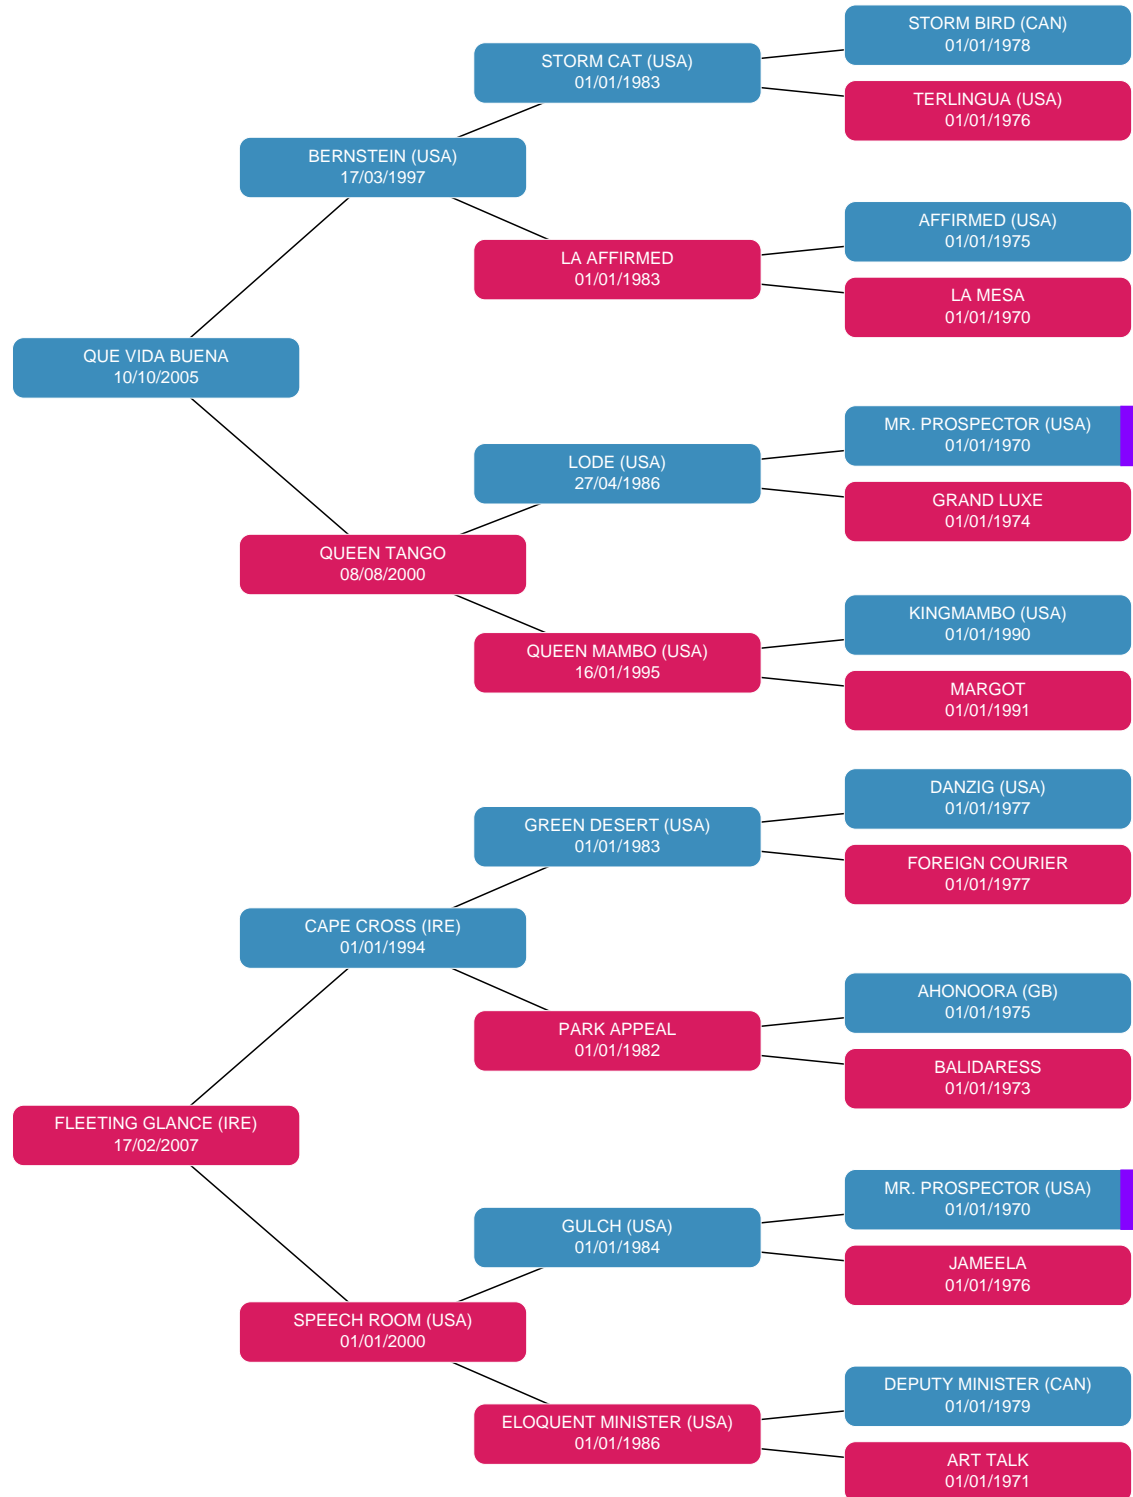 STORM BIRD (CAN)
01/01/1978
STORM CAT (USA)
01/01/1983
TERLINGUA (USA)
01/01/1976
BERNSTEIN (USA)
17/03/1997
AFFIRMED (USA)
01/01/1975
LA AFFIRMED
01/01/1983
LA MESA
01/01/1970
QUE VIDA BUENA
10/10/2005
MR. PROSPECTOR (USA)
01/01/1970
LODE (USA)
27/04/1986
GRAND LUXE
01/01/1974
QUEEN TANGO
08/08/2000
KINGMAMBO (USA)
01/01/1990
QUEEN MAMBO (USA)
16/01/1995
MARGOT
01/01/1991
DANZIG (USA)
01/01/1977
GREEN DESERT (USA)
01/01/1983
FOREIGN COURIER
01/01/1977
CAPE CROSS (IRE)
01/01/1994
AHONOORA (GB)
01/01/1975
PARK APPEAL
01/01/1982
BALIDARESS
01/01/1973
FLEETING GLANCE (IRE)
17/02/2007
MR. PROSPECTOR (USA)
01/01/1970
GULCH (USA)
01/01/1984
JAMEELA
01/01/1976
SPEECH ROOM (USA)
01/01/2000
DEPUTY MINISTER (CAN)
01/01/1979
ELOQUENT MINISTER (USA)
01/01/1986
ART TALK
01/01/1971